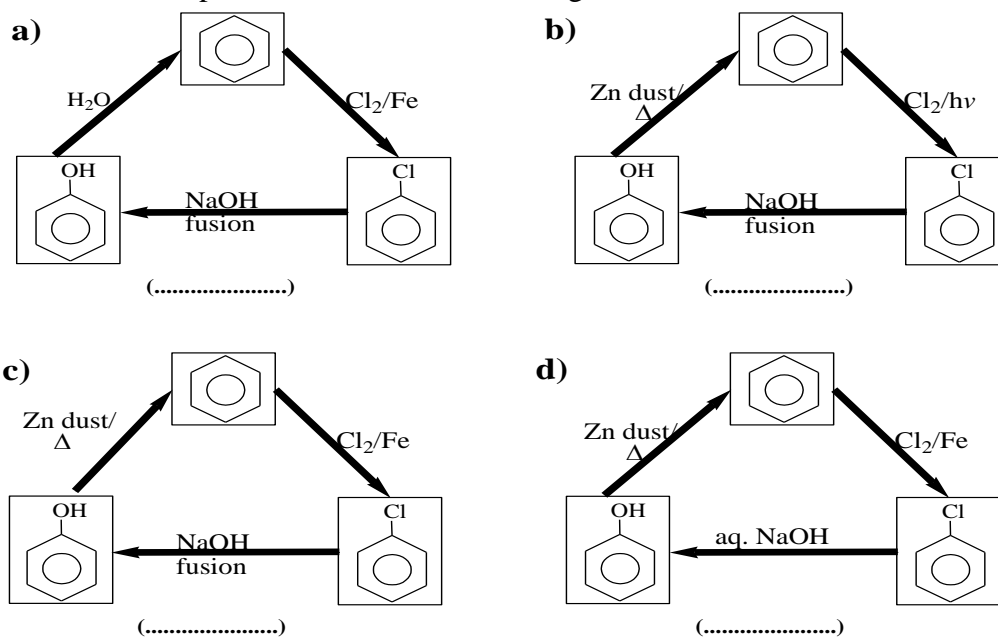 a)
H₂O
Cl₂/Fe
OH
NaOH
fusion
Cl
(.......................)
b)
Zn dust/
Δ
Cl₂/hν
OH
NaOH
fusion
Cl
(.......................)
c)
Zn dust/
Δ
Cl₂/Fe
OH
NaOH
fusion
Cl
(.......................)
d)
Zn dust/
Δ
Cl₂/Fe
OH
aq. NaOH
Cl
(.......................)